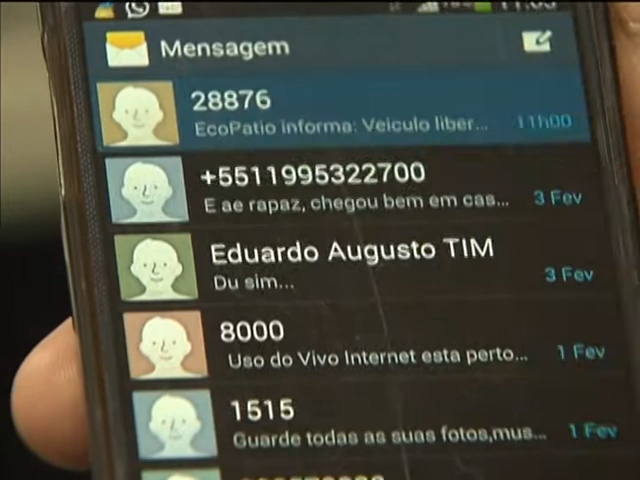 Mensagem
28876
EcoPatio informa: Veiculo liber... 11h00
+5511995322700
E ae rapaz, chegou bem em cas... 3 Fev
Eduardo Augusto TIM
Du sim... 3 Fev
8000
Uso do Vivo Internet esta perto... 1 Fev
1515
Guarde todas as suas fotos,mus... 1 Fev